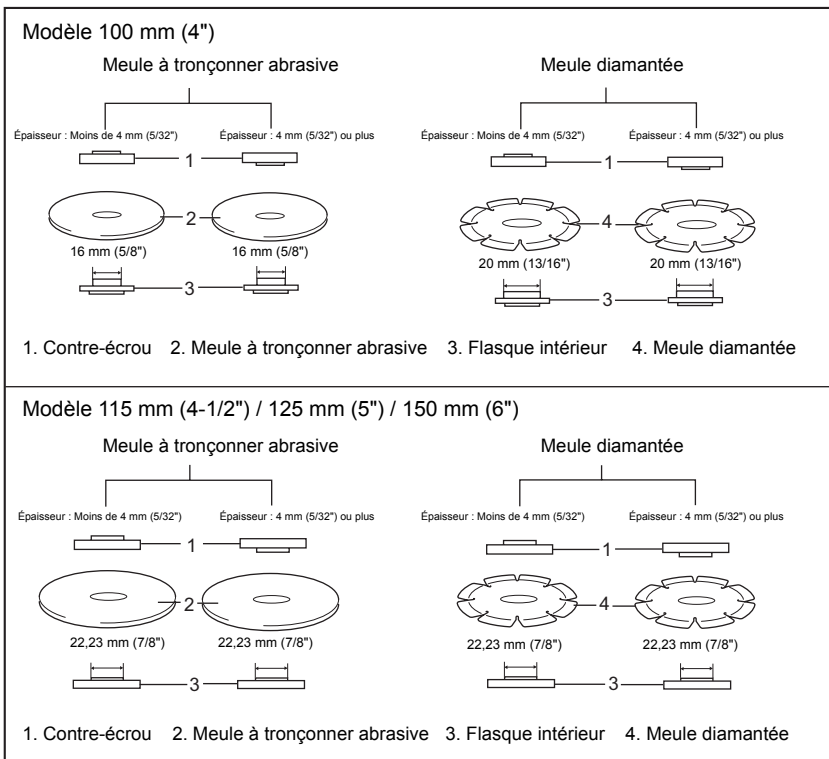 Modèle 100 mm (4")
Meule à tronçonner abrasive
Meule diamantée
Épaisseur : Moins de 4 mm (5/32")
Épaisseur : 4 mm (5/32") ou plus
Épaisseur : Moins de 4 mm (5/32")
Épaisseur : 4 mm (5/32") ou plus
1
1
2
4
16 mm (5/8")
16 mm (5/8")
20 mm (13/16")
20 mm (13/16")
3
3
1. Contre-écrou 2. Meule à tronçonner abrasive 3. Flasque intérieur 4. Meule diamantée
Modèle 115 mm (4-1/2") / 125 mm (5") / 150 mm (6")
Meule à tronçonner abrasive
Meule diamantée
Épaisseur : Moins de 4 mm (5/32")
Épaisseur : 4 mm (5/32") ou plus
Épaisseur : Moins de 4 mm (5/32")
Épaisseur : 4 mm (5/32") ou plus
1
1
2
4
22,23 mm (7/8")
22,23 mm (7/8")
22,23 mm (7/8")
22,23 mm (7/8")
3
3
1. Contre-écrou 2. Meule à tronçonner abrasive 3. Flasque intérieur 4. Meule diamantée